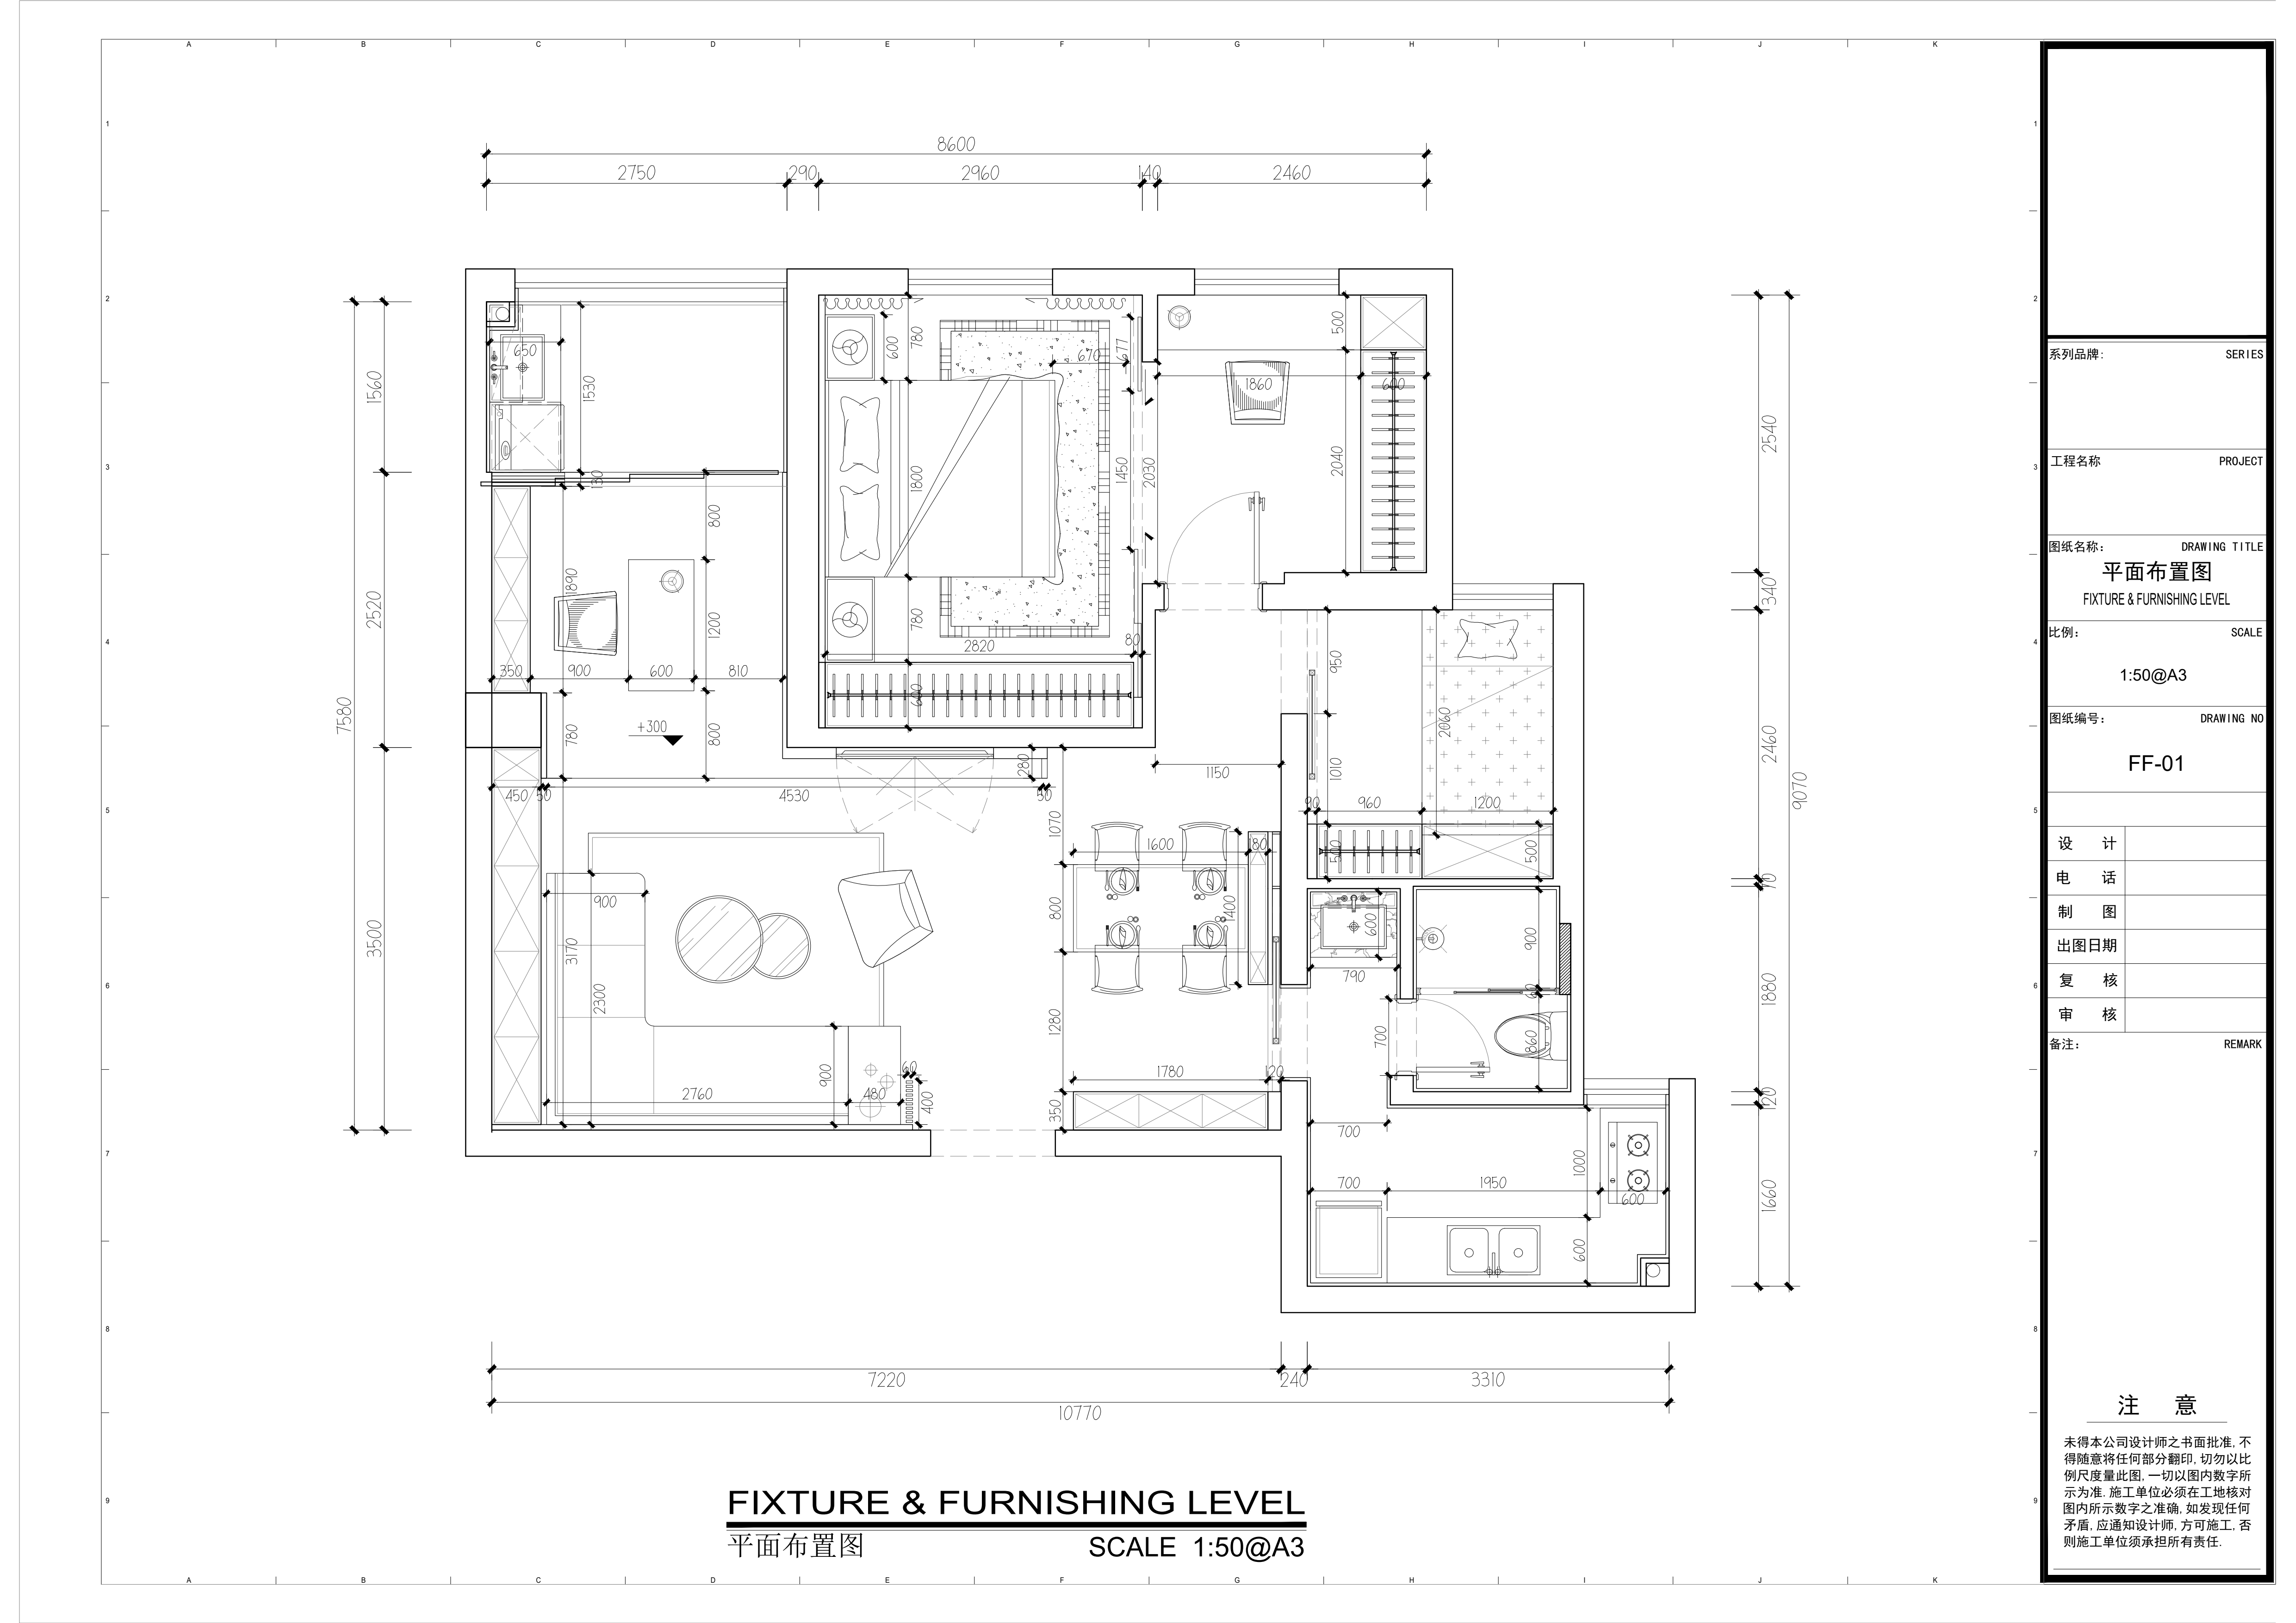 A B C D E F G H I J K
1
2
3
4
5
6
7
8
9
1
2
3
4
5
6
7
8
9
A B C D E F G H I J K
8600
2750 290 2960 140 2460
7580
1560
2520
3500
2540
340
2460
70
1880
120
1660
9070
650
1530
130
350 900 600 810
1890
780
800
1200
800
+300
600
780
1800
780
600
670
677
1450
2030
2820
80
500
1860 600
2040
450 50 4530 50
280
1150
950
1010
2060
90 960 1200
500
500
1070
800
1280
350
1600 80
1400
900
3170
2300
2760 480
900
60
400
1780 120
600
790
900
60
860
700
700
700 1950 600
1000
600
7220 240 3310
10770
FIXTURE & FURNISHING LEVEL
平面布置图 SCALE 1:50@A3
系列品牌: SERIES
工程名称 PROJECT
图纸名称: DRAWING TITLE
平面布置图
FIXTURE & FURNISHING LEVEL
比例: SCALE
1:50@A3
图纸编号: DRAWING NO
FF-01
设 计
电 话
制 图
出图日期
复 核
审 核
备注: REMARK
注 意
未得本公司设计师之书面批准,不
得随意将任何部分翻印,切勿以比
例尺度量此图,一切以图内数字所
示为准.施工单位必须在工地核对
图内所示数字之准确,如发现任何
矛盾,应通知设计师,方可施工,否
则施工单位须承担所有责任.